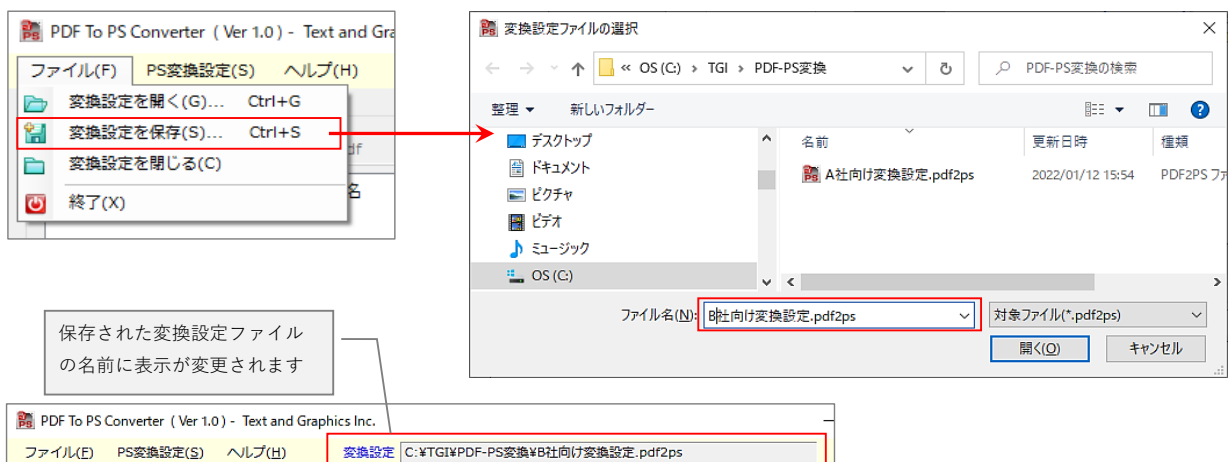 PDF To PS Converter ( Ver 1.0 ) - Text and Gra
ファイル(F) PS変換設定(S) ヘルプ(H)
変換設定を開く(G)... Ctrl+G
変換設定を保存(S)... Ctrl+S
変換設定を閉じる(C)
終了(X)
df
名
変換設定ファイルの選択
« OS (C:) › TGI › PDF-PS変換
PDF-PS変換の検索
整理 新しいフォルダー
デスクトップ
ドキュメント
ピクチャ
ビデオ
ミュージック
OS (C:)
名前 更新日時 種類
A社向け変換設定.pdf2ps 2022/01/12 15:54 PDF2PS ファ
ファイル名(N): B社向け変換設定.pdf2ps 対象ファイル(*.pdf2ps)
開く(O) キャンセル
保存された変換設定ファイル
の名前に表示が変更されます
PDF To PS Converter ( Ver 1.0 ) - Text and Graphics Inc.
ファイル(F) PS変換設定(S) ヘルプ(H) 変換設定 C:¥TGI¥PDF-PS変換¥B社向け変換設定.pdf2ps